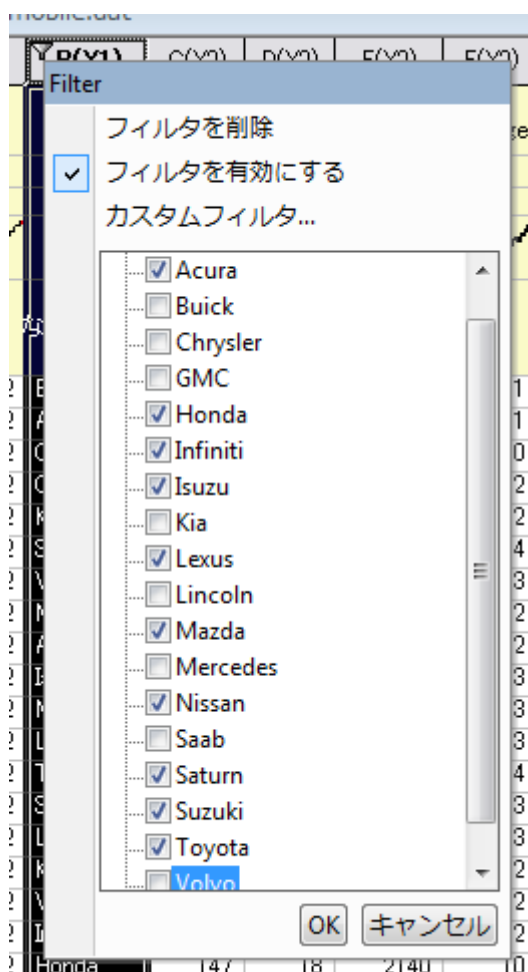 Filter
フィルタを削除
フィルタを有効にする
カスタムフィルタ...
Acura
Buick
Chrysler
GMC
Honda
Infiniti
Isuzu
Kia
Lexus
Lincoln
Mazda
Mercedes
Nissan
Saab
Saturn
Suzuki
Toyota
Volvo
OK キャンセル
Honda 147 18 2140 10